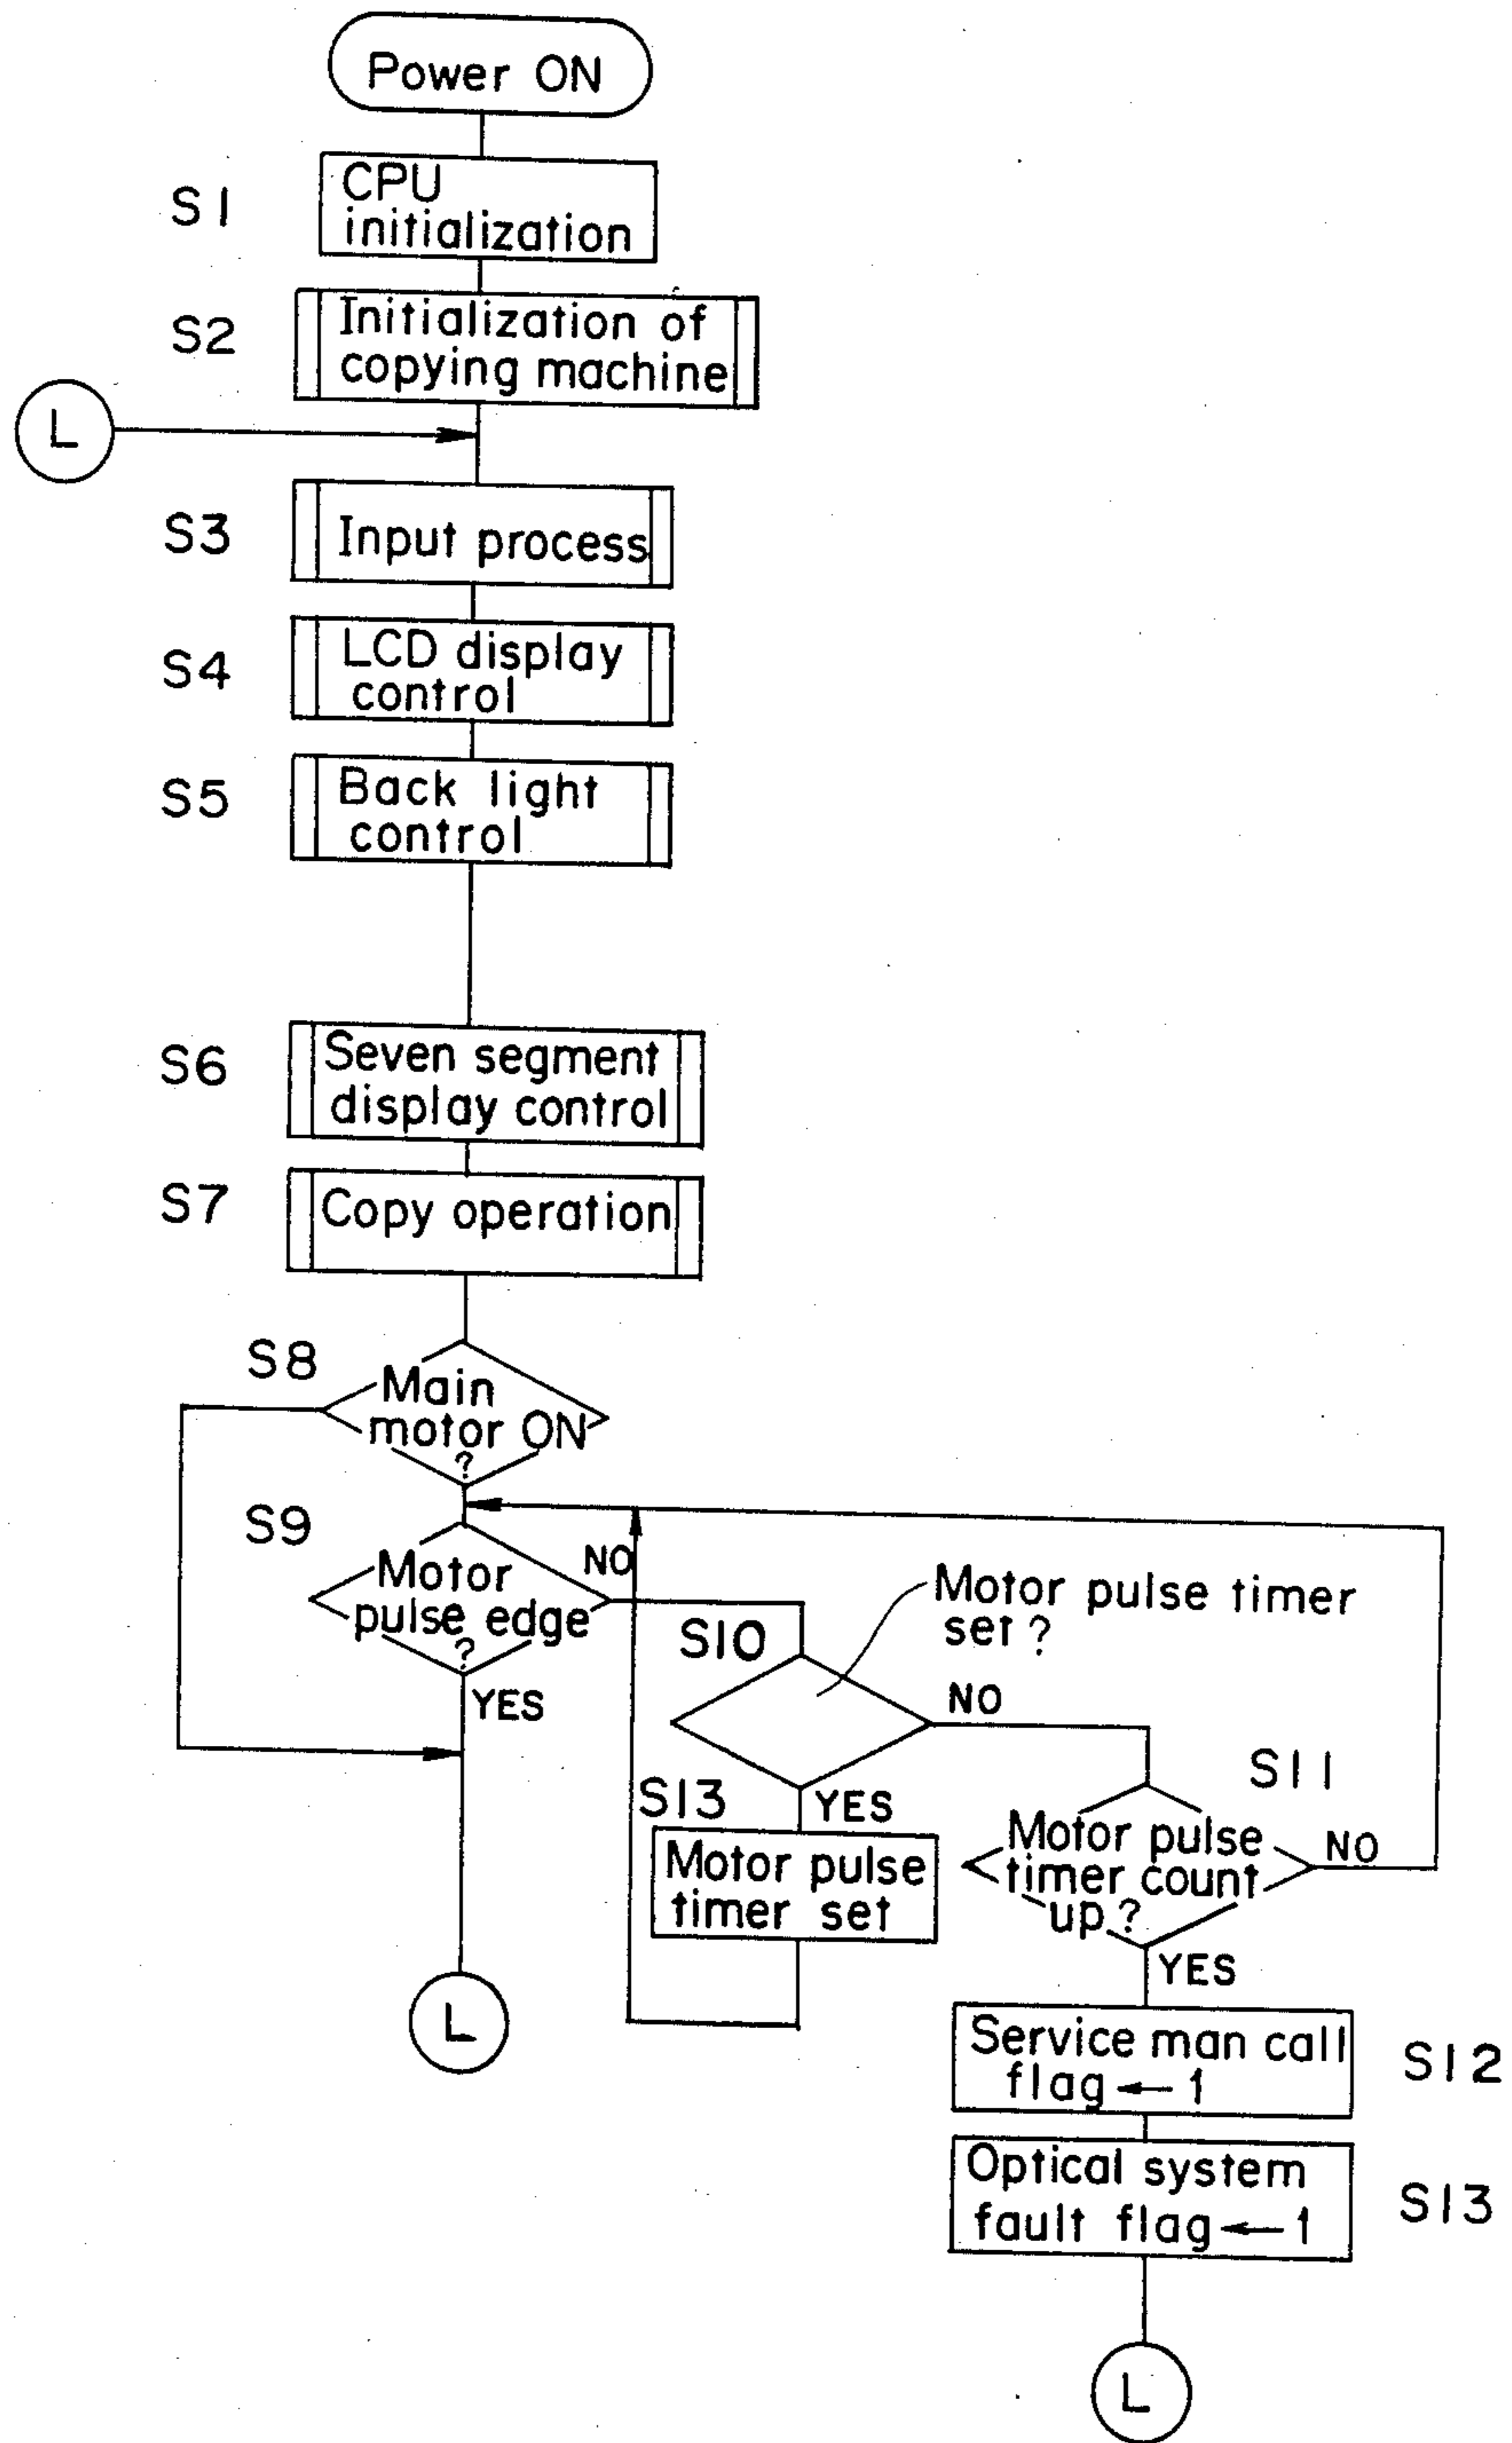 Power ON
S1
CPU
initialization
S2
Initialization of
copying machine
L
S3
Input process
S4
LCD display
control
S5
Back light
control
S6
Seven segment
display control
S7
Copy operation
S8
Main
motor ON
?
S9
Motor
pulse edge
?
NO
YES
S10
Motor pulse timer
set ?
NO
YES
S13
Motor pulse
timer set
S11
Motor pulse
timer count
up ?
NO
YES
L
Service man call
flag ← 1
S12
Optical system
fault flag ← 1
S13
L